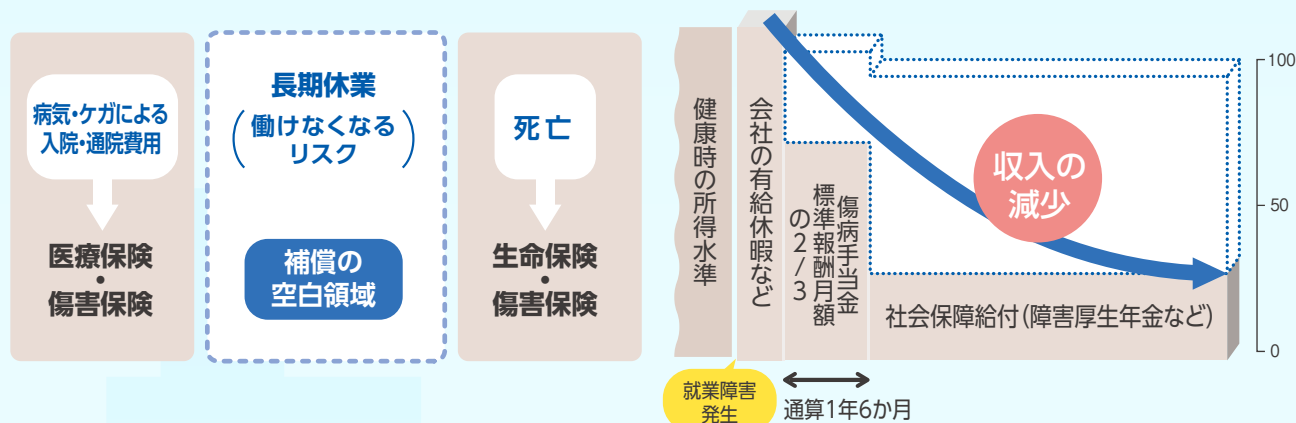 病気・ケガによる
入院・通院費用
医療保険
・
傷害保険
長期休業
(働けなくなる
リスク)
補償の
空白領域
死亡
生命保険
・
傷害保険
健康時の所得水準
会社の有給休暇など
傷病手当金
標準報酬月額
の2/3
収入の
減少
社会保障給付(障害厚生年金など)
100
50
0
就業障害
発生
通算1年6か月